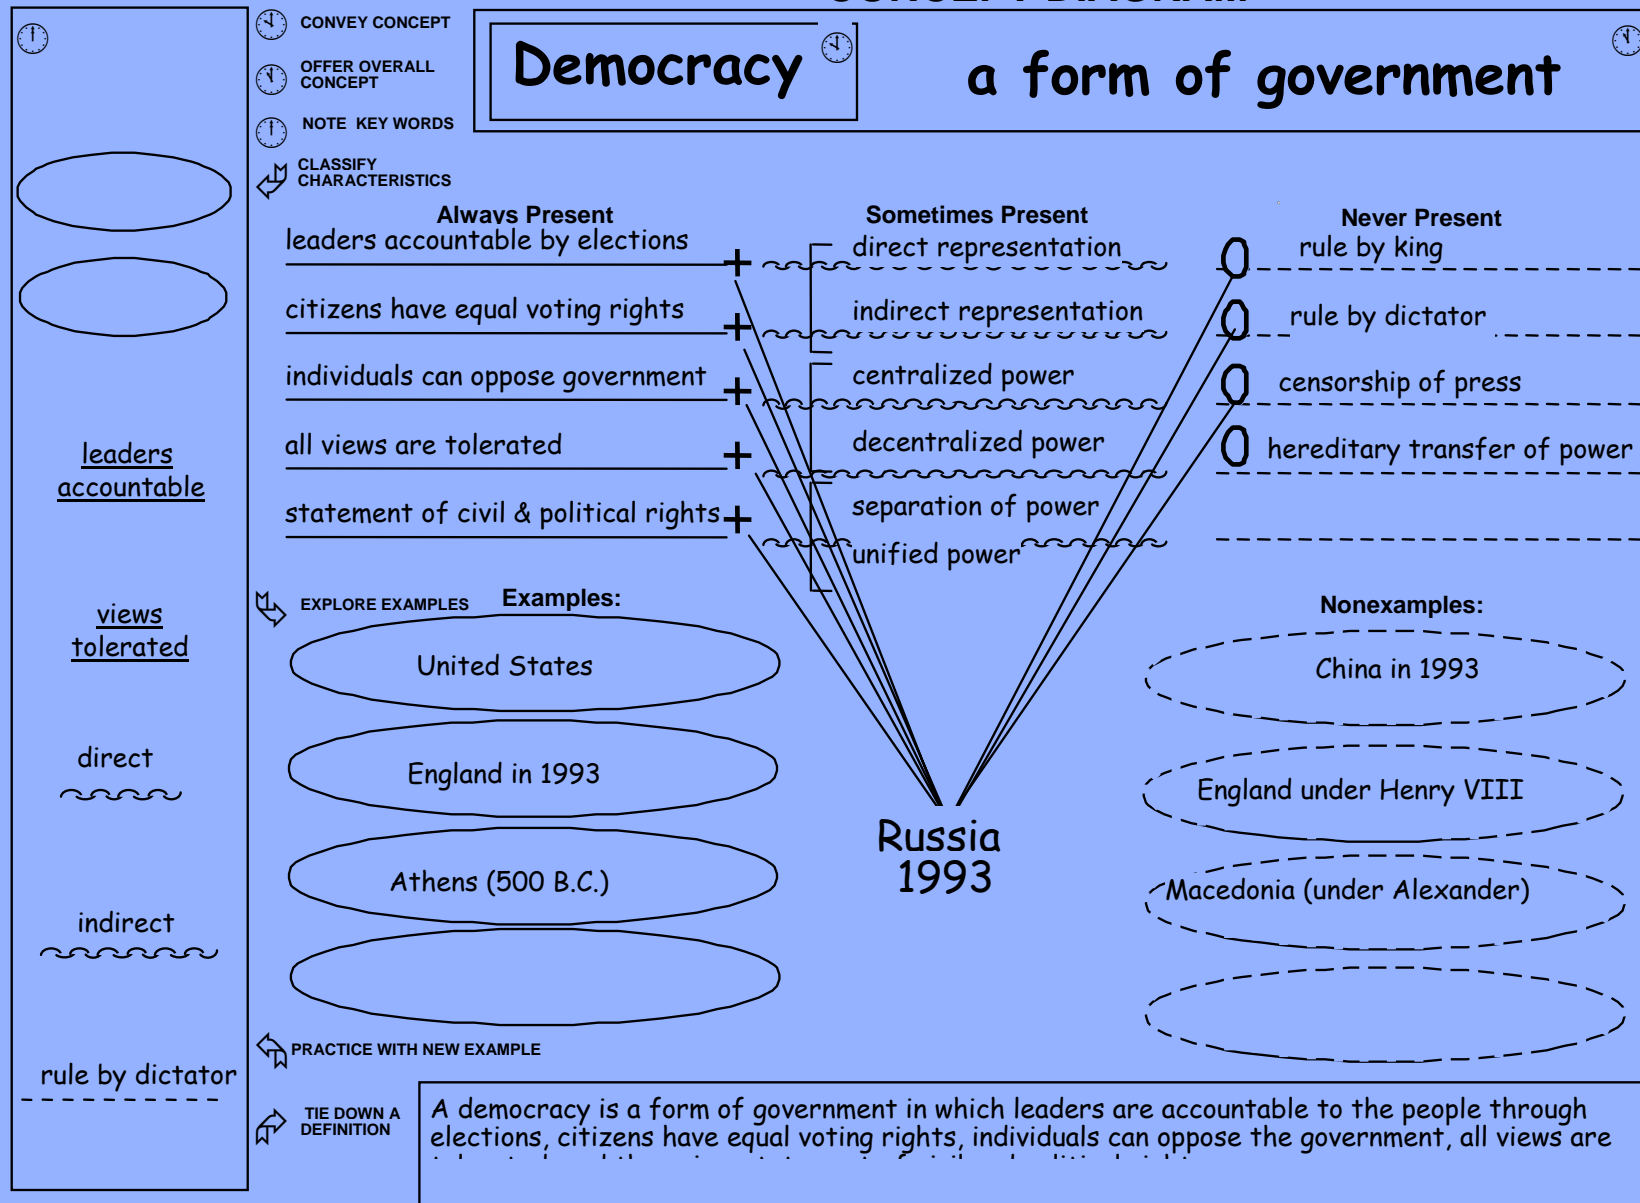 CONCEPT DIAGRAM
CONVEY CONCEPT
OFFER OVERALL
CONCEPT
NOTE KEY WORDS
CLASSIFY
CHARACTERISTICS
Democracy
a form of government
Always Present
leaders accountable by elections
citizens have equal voting rights
individuals can oppose government
all views are tolerated
statement of civil & political rights
Sometimes Present
direct representation
indirect representation
centralized power
decentralized power
separation of power
unified power
Never Present
rule by king
rule by dictator
censorship of press
hereditary transfer of power
leaders
accountable
views
tolerated
direct
indirect
rule by dictator
EXPLORE EXAMPLES
Examples:
United States
England in 1993
Athens (500 B.C.)
Russia
1993
Nonexamples:
China in 1993
England under Henry VIII
Macedonia (under Alexander)
PRACTICE WITH NEW EXAMPLE
TIE DOWN A
DEFINITION
A democracy is a form of government in which leaders are accountable to the people through
elections, citizens have equal voting rights, individuals can oppose the government, all views are